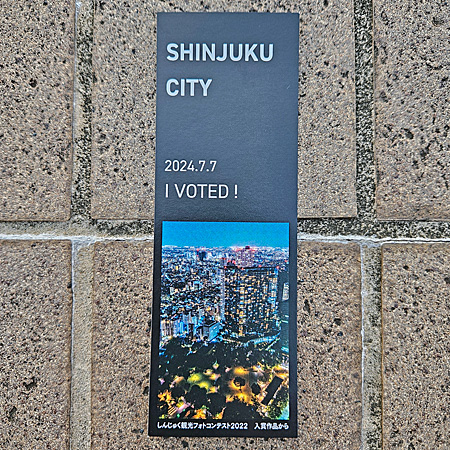 SHINJUKU
CITY
2024.7.7
I VOTED !
しんじゅく観光フォトコンテスト2022　入賞作品から